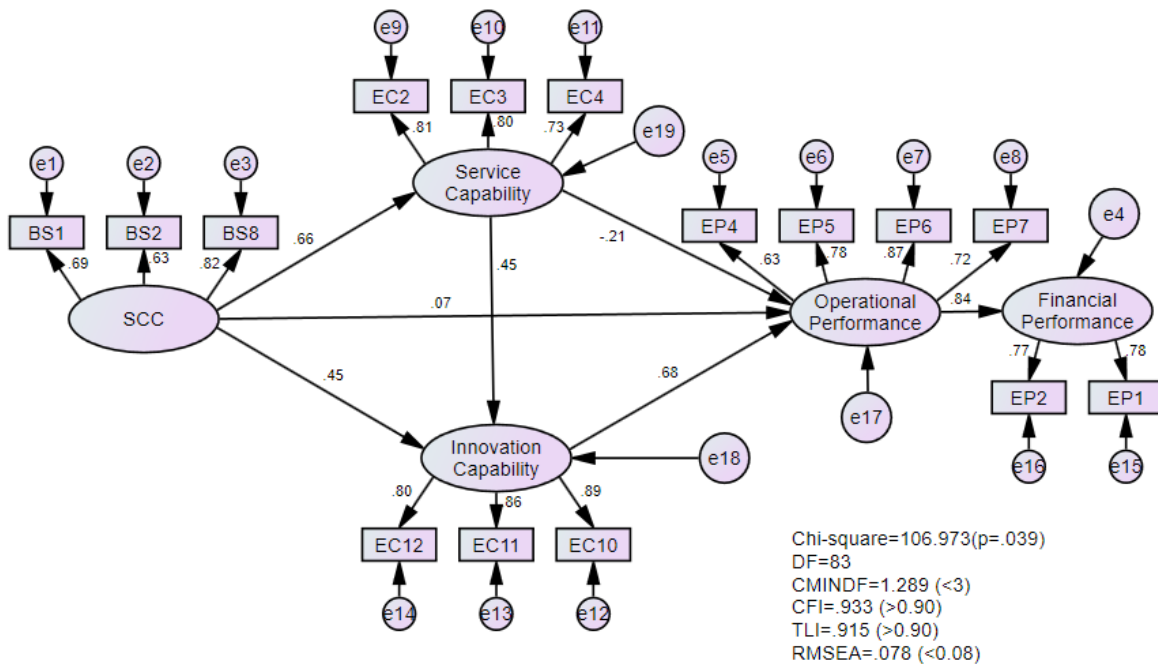 e9
e10
e11
EC2
EC3
EC4
.81
.80
.73
e19
e1
e2
e3
Service
Capability
e5
e6
e7
e8
BS1
BS2
BS8
EP4
EP5
EP6
EP7
e4
.69
.63
.82
.66
-.21
.45
.63
.78
.87
.72
SCC
.07
Operational
Performance
.84
Financial
Performance
.45
.68
.77
.78
EP2
EP1
e17
Innovation
Capability
e18
e16
e15
.80
.86
.89
EC12
EC11
EC10
e14
e13
e12
Chi-square=106.973(p=.039)
DF=83
CMINDF=1.289 (<3)
CFI=.933 (>0.90)
TLI=.915 (>0.90)
RMSEA=.078 (<0.08)